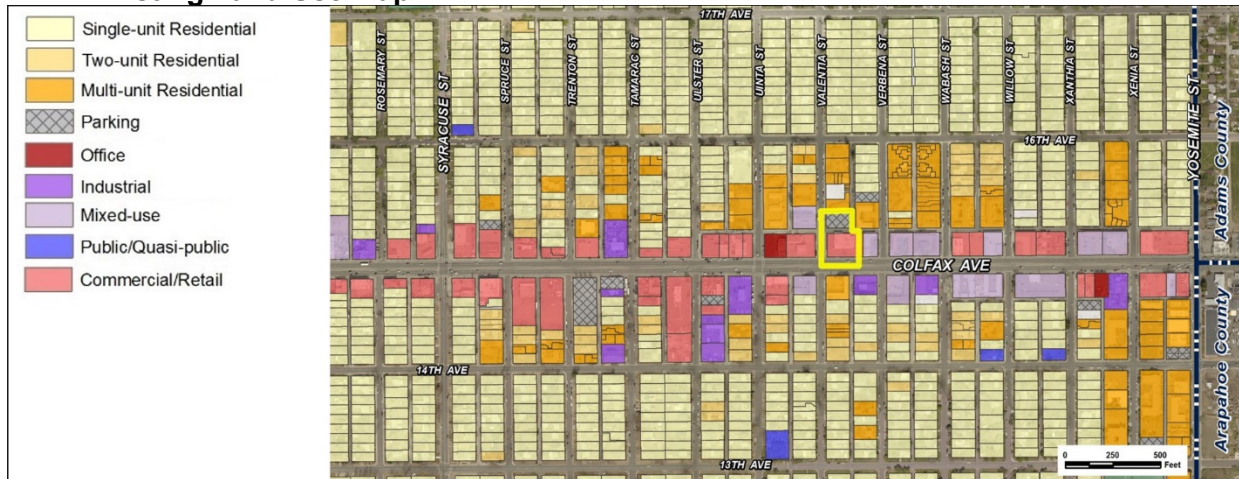 Single-unit Residential
Two-unit Residential
Multi-unit Residential
Parking
Office
Industrial
Mixed-use
Public/Quasi-public
Commercial/Retail
17TH AVE
ROSEMARY ST
SYRACUSE ST
SPRUCE ST
TRENTON ST
TAMARAC ST
ULSTER ST
UINTA ST
VALENTIA ST
VERBENA ST
WABASH ST
WILLOW ST
XANTHIA ST
XENIA ST
YOSEMITE ST
Adams County
16TH AVE
COLFAX AVE
14TH AVE
Arapahoe County
13TH AVE
0 250 500
Feet